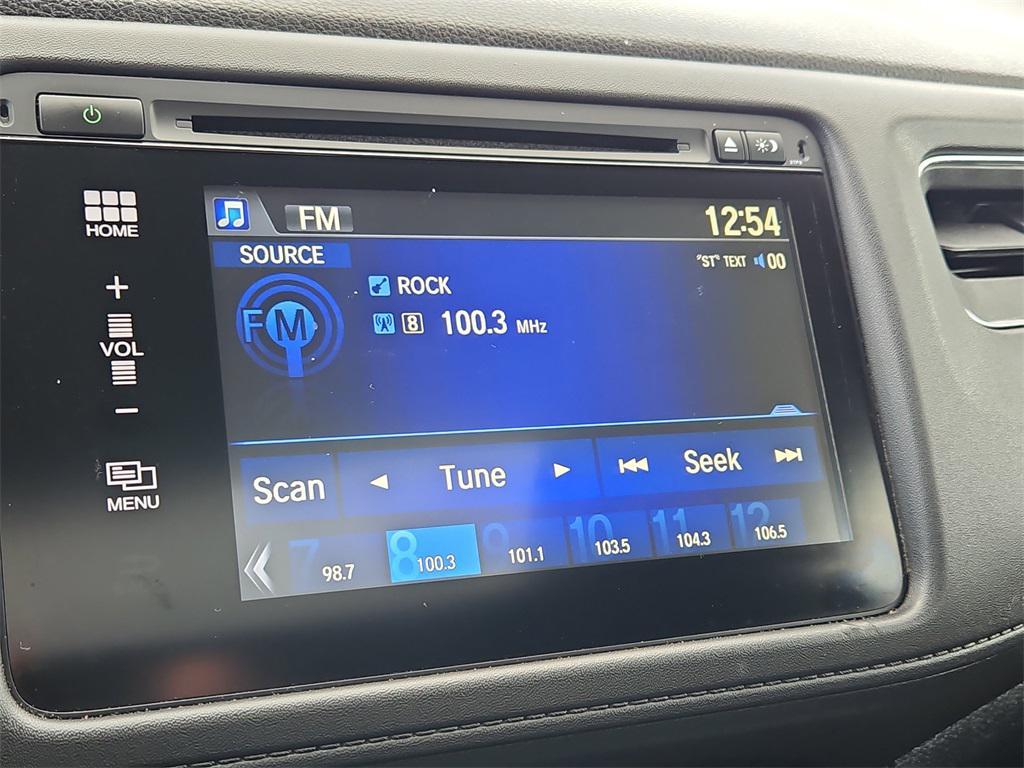 FM
12:54
SOURCE
"ST" TEXT 00
ROCK
FM
8 100.3 MHz
HOME
+
VOL
−
MENU
Scan
Tune
Seek
7 98.7
8 100.3
9 101.1
10 103.5
11 104.3
12 106.5